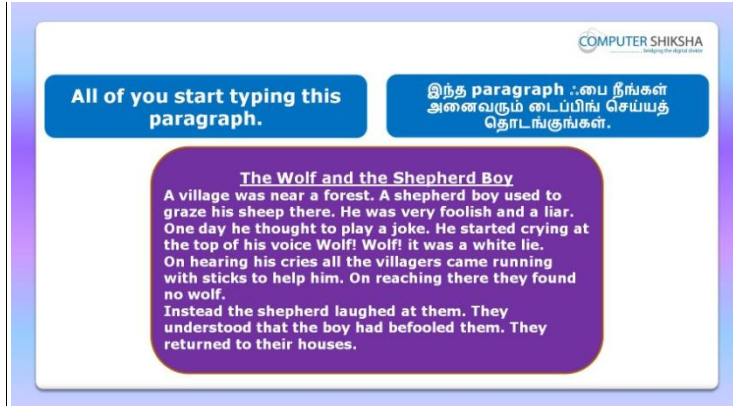 COMPUTER SHIKSHA
bridging the digital divide
All of you start typing this
paragraph.
இந்த paragraph ஃபை நீங்கள்
அனைவரும் டைப்பிங் செய்யத்
தொடங்குங்கள்.
The Wolf and the Shepherd Boy
A village was near a forest. A shepherd boy used to
graze his sheep there. He was very foolish and a liar.
One day he thought to play a joke. He started crying at
the top of his voice Wolf! Wolf! it was a white lie.
On hearing his cries all the villagers came running
with sticks to help him. On reaching there they found
no wolf.
Instead the shepherd laughed at them. They
understood that the boy had befooled them. They
returned to their houses.